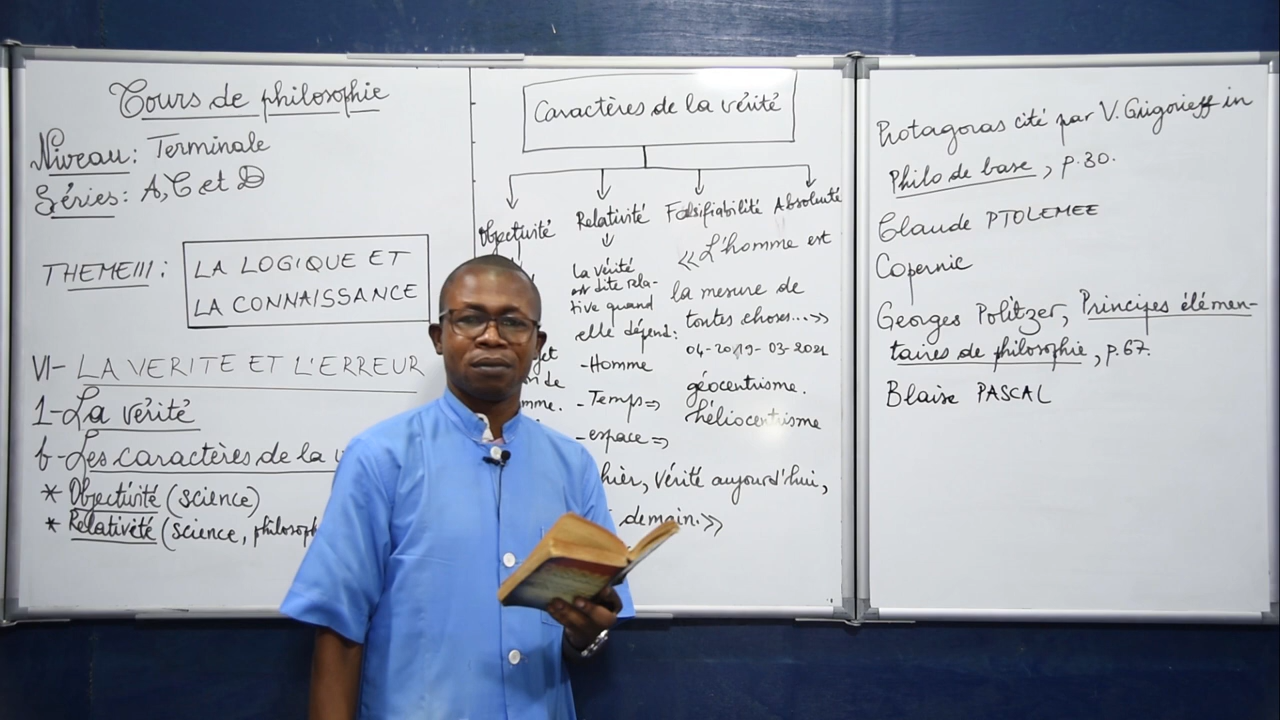 Cours de philosophie
Niveau: Terminale
Séries: A, C et D
THEME III: LA LOGIQUE ET
LA CONNAISSANCE
VI- LA VERITE ET L'ERREUR
1- La vérité
b- Les caractères de la
* Objectivité (science)
* Relativité (science, philosoph
Caractères de la vérité
Objectivité Relativité Falsifiabilité Absoluité
La vérité
est dite rela-
tive quand
elle dépend:
- Homme
- Temps =>
- espace =>
<< L'homme est
la mesure de
toutes choses...>>
04-2019-03-2021
géocentrisme.
héliocentrisme
hier, Vérité aujourd'hui,
demain.>>
Protagoras cité par V. Grigorieff in
Philo de base, p.30.
Claude PTOLEMEE
Copernic
Georges Politzer, Principes élémen-
taires de philosophie, p.67.
Blaise PASCAL